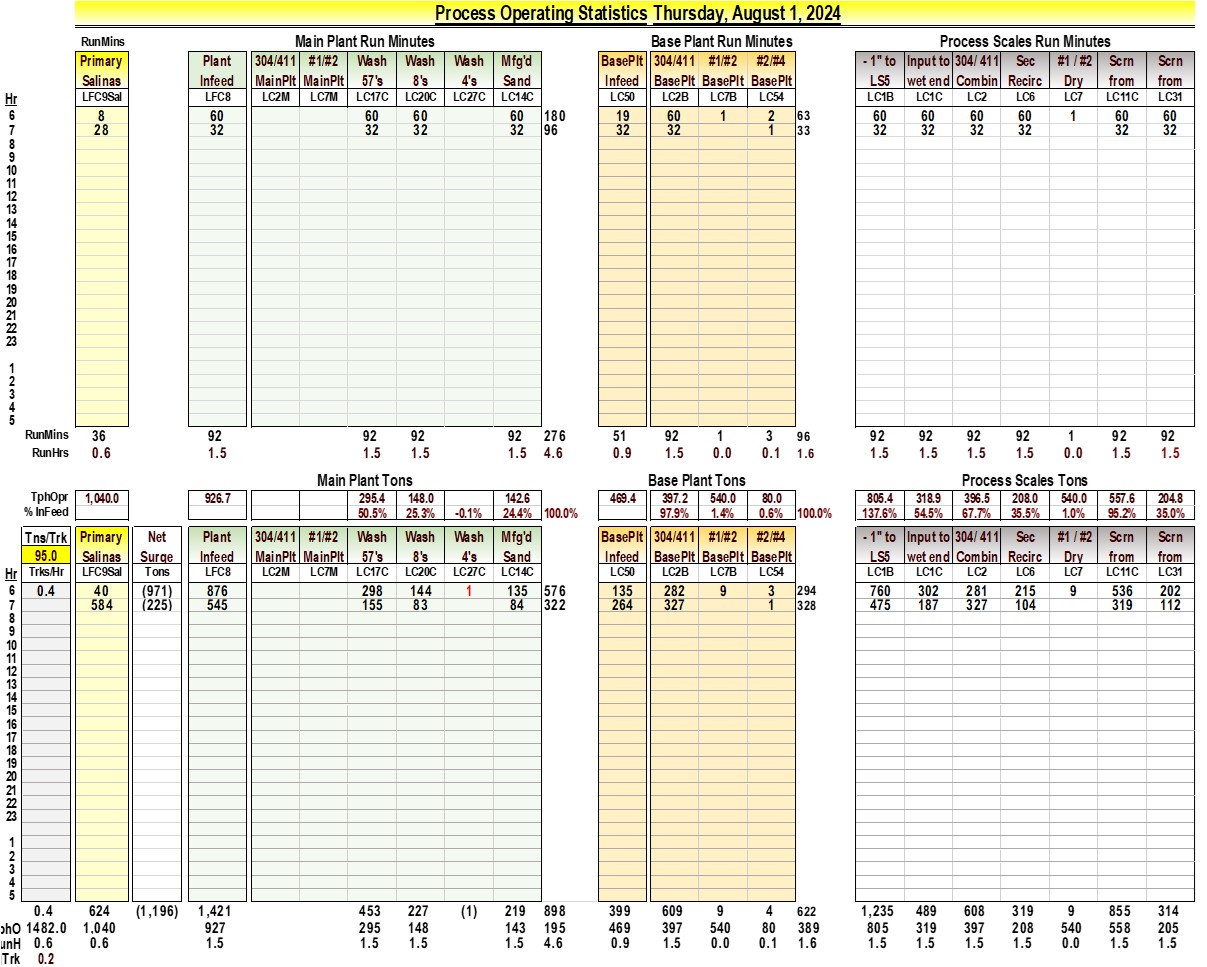 Process Operating Statistics Thursday, August 1, 2024
RunMins Main Plant Run Minutes Base Plant Run Minutes Process Scales Run Minutes
Primary Plant 304/411 #1/#2 Wash Wash Wash Mfg'd BasePlt 304/411 #1/#2 #2/#4 - 1" to Input to 304/ 411 Sec #1 / #2 Scrn Scrn
Salinas Infeed MainPlt MainPlt 57's 8's 4's Sand Infeed BasePlt BasePlt BasePlt LS5 wet end Combin Recirc Dry from from
Hr LFC9Sal LFC8 LC2M LC7M LC17C LC20C LC27C LC14C LC50 LC2B LC7B LC54 LC1B LC1C LC2 LC6 LC7 LC11C LC31
6 8 60 60 60 60 180 19 60 1 2 63 60 60 60 60 1 60 60
7 28 32 32 32 32 96 32 32 1 33 32 32 32 32 32 32
8
9
10
11
12
13
14
15
16
17
18
19
20
21
22
23
1
2
3
4
5
RunMins 36 92 92 92 92 276 51 92 1 3 96 92 92 92 92 1 92 92
RunHrs 0.6 1.5 1.5 1.5 1.5 4.6 0.9 1.5 0.0 0.1 1.6 1.5 1.5 1.5 1.5 0.0 1.5 1.5
Main Plant Tons Base Plant Tons Process Scales Tons
TphOpr 1,040.0 926.7 295.4 148.0 142.6 469.4 397.2 540.0 80.0 805.4 318.9 396.5 208.0 540.0 557.6 204.8
% InFeed 50.5% 25.3% -0.1% 24.4% 100.0% 97.9% 1.4% 0.6% 100.0% 137.6% 54.5% 67.7% 35.5% 1.0% 95.2% 35.0%
Tns/Trk Primary Net Plant 304/411 #1/#2 Wash Wash Wash Mfg'd BasePlt 304/411 #1/#2 #2/#4 - 1" to Input to 304/ 411 Sec #1 / #2 Scrn Scrn
95.0 Salinas Surge Infeed MainPlt MainPlt 57's 8's 4's Sand Infeed BasePlt BasePlt BasePlt LS5 wet end Combin Recirc Dry from from
Hr Trks/Hr LFC9Sal Tons LFC8 LC2M LC7M LC17C LC20C LC27C LC14C LC50 LC2B LC7B LC54 LC1B LC1C LC2 LC6 LC7 LC11C LC31
6 0.4 40 (971) 876 298 144 1 135 576 135 282 9 3 294 760 302 281 215 9 536 202
7 584 (225) 545 155 83 84 322 264 327 1 328 475 187 327 104 319 112
8
9
10
11
12
13
14
15
16
17
18
19
20
21
22
23
1
2
3
4
5
0.4 624 (1,196) 1,421 453 227 (1) 219 898 399 609 9 4 622 1,235 489 608 319 9 855 314
phO 1482.0 1,040 927 295 148 143 195 469 397 540 80 389 805 319 397 208 540 558 205
unH 0.6 0.6 1.5 1.5 1.5 1.5 4.6 0.9 1.5 0.0 0.1 1.6 1.5 1.5 1.5 1.5 0.0 1.5 1.5
Trk 0.2